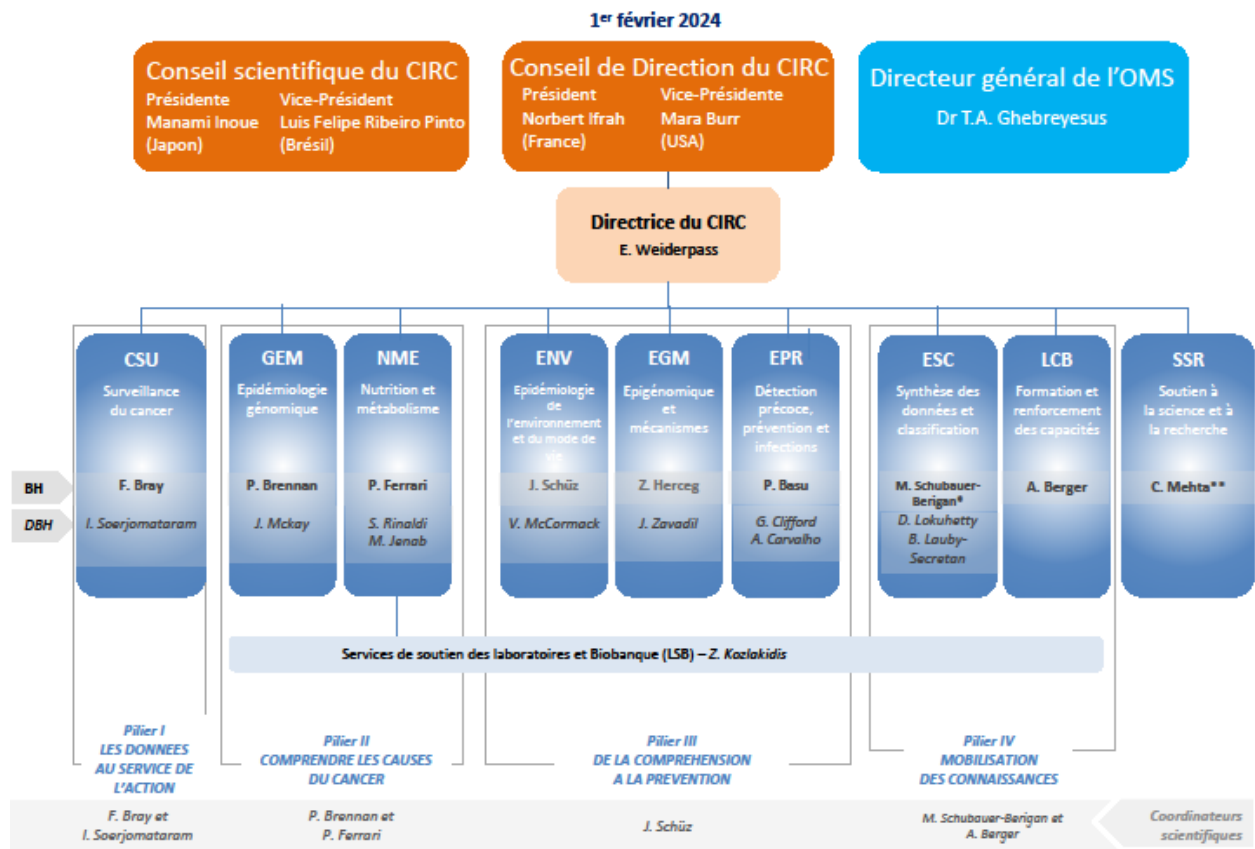 1er février 2024
Conseil scientifique du CIRC
Présidente
Manami Inoue
(Japon)
Vice-Président
Luis Felipe Ribeiro Pinto
(Brésil)
Conseil de Direction du CIRC
Président
Norbert Ifrah
(France)
Vice-Présidente
Mara Burr
(USA)
Directeur général de l’OMS
Dr T.A. Ghebreyesus
Directrice du CIRC
E. Weiderpass
CSU
Surveillance
du cancer
GEM
Epidémiologie
génomique
NME
Nutrition et
métabolisme
ENV
Epidémiologie
de
l’environnement
et du mode de
vie
EGM
Epigénomique
et
mécanismes
EPR
Détection
précoce,
prévention et
infections
ESC
Synthèse des
données et
classification
LCB
Formation et
renforcement
des capacités
SSR
Soutien à
la science et à
la recherche
BH
F. Bray
P. Brennan
P. Ferrari
J. Schüz
Z. Herceg
P. Basu
M. Schubauer-
Berigan*
A. Berger
C. Mehta**
DBH
I. Soerjomataram
J. Mckay
S. Rinaldi
M. Jenab
V. McCormack
J. Zavadil
G. Clifford
A. Carvalho
D. Lokuhetty
B. Lauby-
Secretan
Services de soutien des laboratoires et Biobanque (LSB) – Z. Kozlakidis
Pilier I
LES DONNEES
AU SERVICE DE
L’ACTION
Pilier II
COMPRENDRE LES CAUSES
DU CANCER
Pilier III
DE LA COMPREHENSION
A LA PREVENTION
Pilier IV
MOBILISATION
DES CONNAISSANCES
F. Bray et
I. Soerjomataram
P. Brennan et
P. Ferrari
J. Schüz
M. Schubauer-Berigan et
A. Berger
Coordinateurs
scientifiques